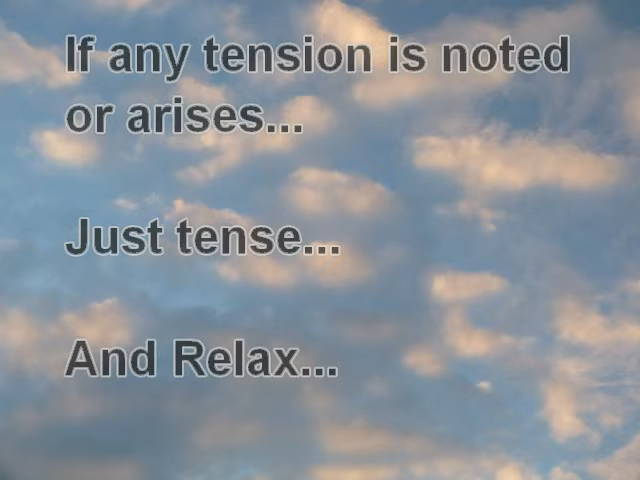 If any tension is noted
or arises...
Just tense...
And Relax...